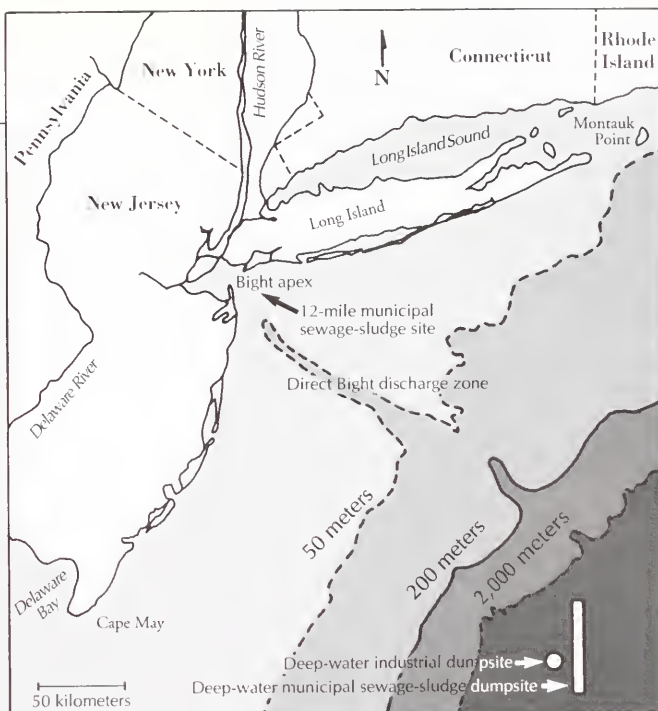 Pennsylvania
New York
Hudson River
N
Connecticut
Rhode
Island
Long Island Sound
Montauk
Point
New Jersey
Long Island
Bight apex
12-mile municipal
sewage-sludge site
Direct Bight discharge zone
Delaware River
50 meters
200 meters
2,000 meters
Delaware
Bay
Cape May
Deep-water industrial dumpsite
Deep-water municipal sewage-sludge dumpsite
50 kilometers